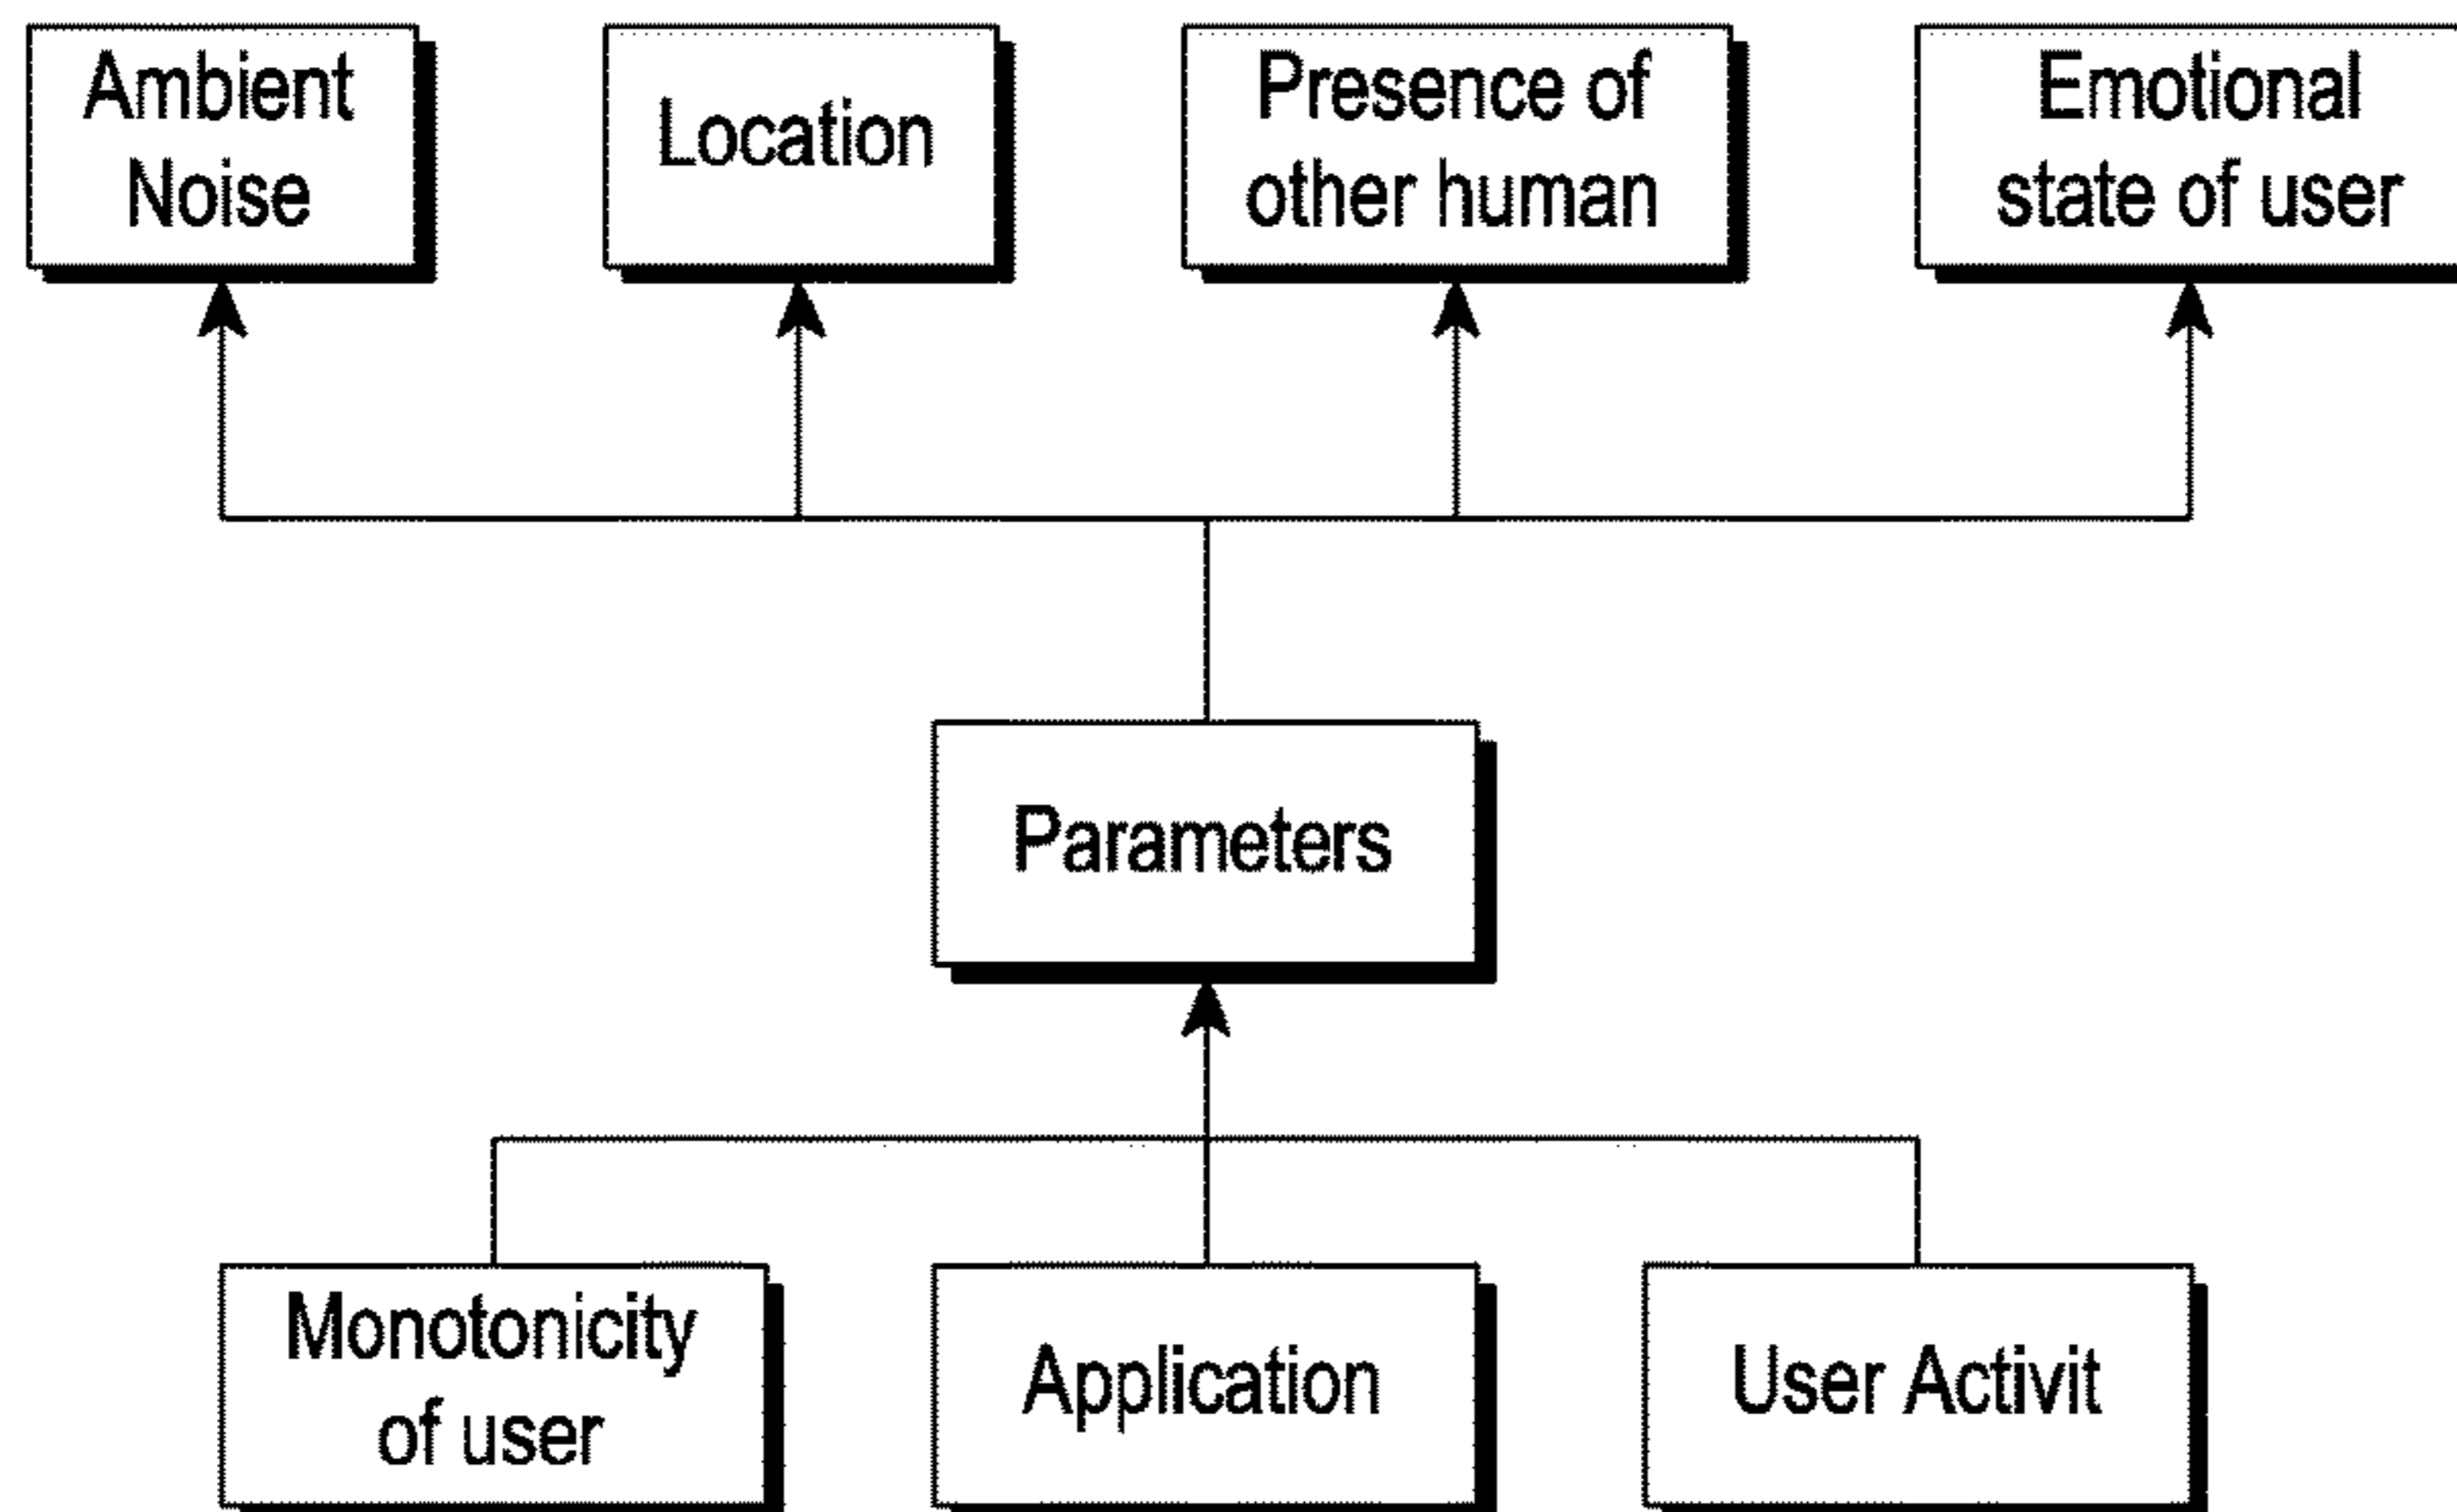 Ambient
Noise
Location
Presence of
other human
Emotional
state of user
Parameters
Monotonicity
of user
Application
User Activit